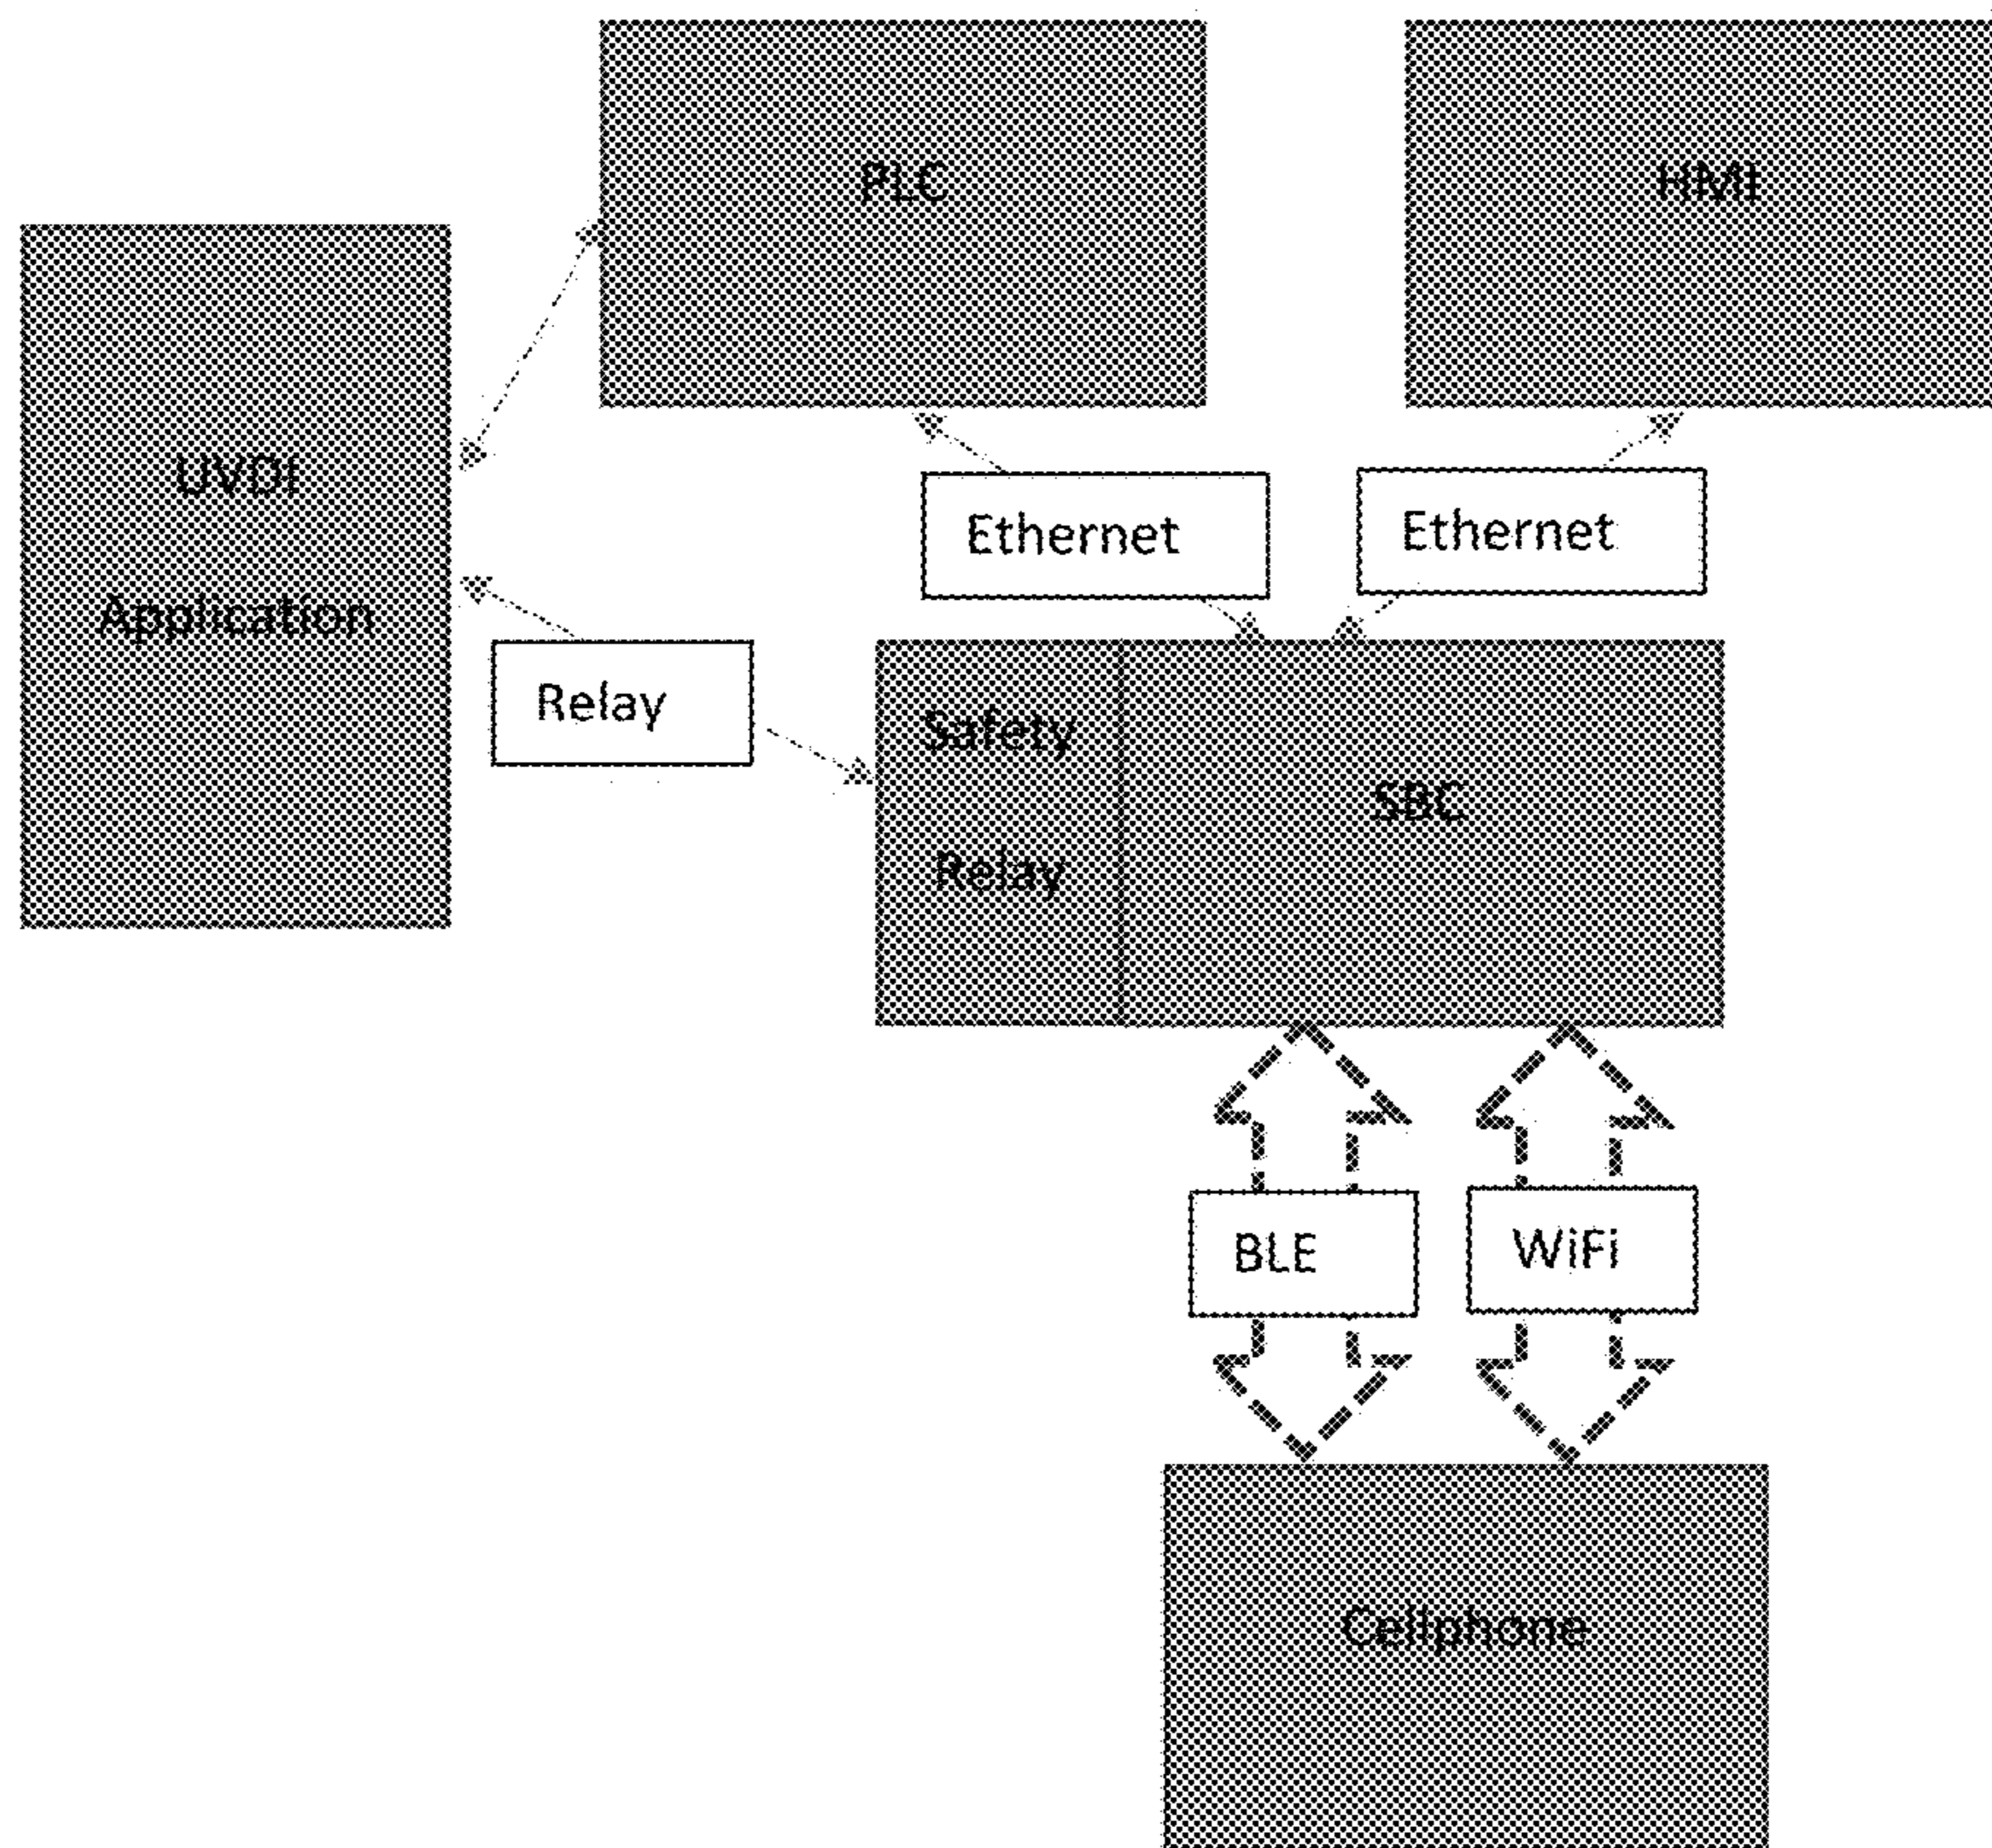 PLC
HMI
UVDI
Application
Ethernet
Ethernet
Relay
Safety
Relay
SBC
BLE
WiFi
Cellphone